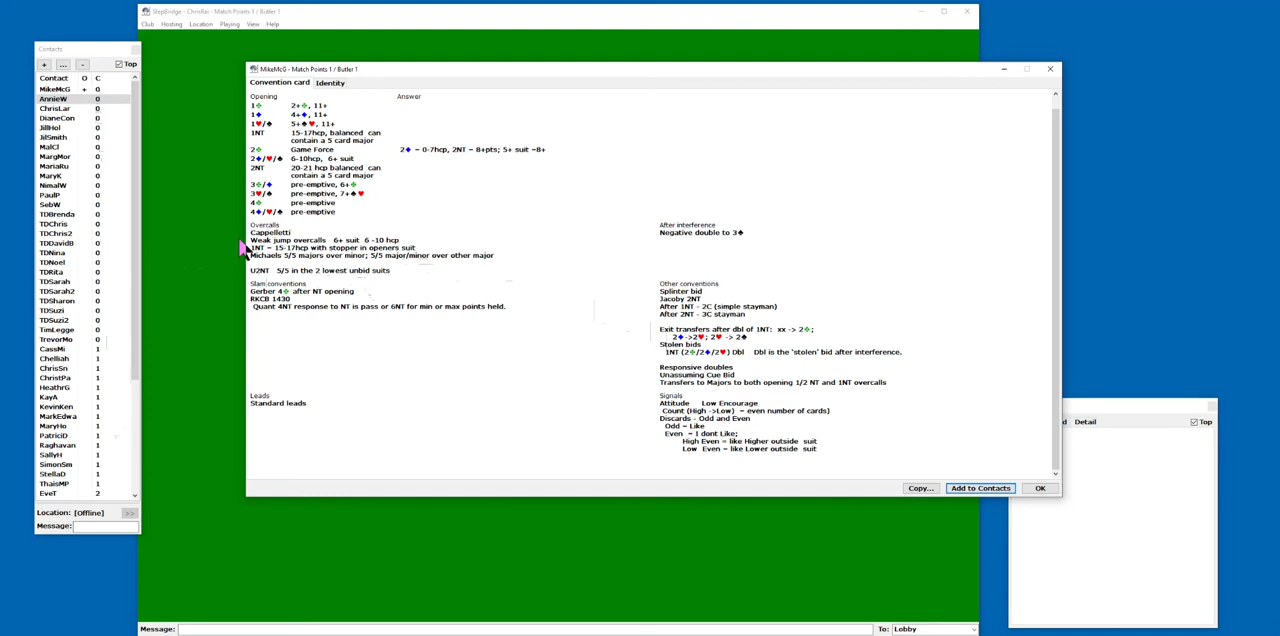 StepBridge - ChrisRai - Match Points 1 / Butler 1
Club Hosting Location Playing View Help
Contacts
+ ... - Top
Contact O C
MikeMcG + 0
AnnieW 0
ChrisLar 0
DianeCon 0
JillHol 0
JilSmith 0
MalCl 0
MargMor 0
MariaRu 0
MaryK 0
NimalW 0
PaulP 0
SebW 0
TDBrenda 0
TDChris 0
TDChris2 0
TDDavidB 0
TDNina 0
TDNoel 0
TDRita 0
TDSarah 0
TDSarah2 0
TDSharon 0
TDSuzi 0
TDSuzi2 0
TimLegge 0
TrevorMo 0
CassMi 1
Chelliah 1
ChrisSn 1
ChristPa 1
HeathrG 1
KayA 1
KevinKen 1
MarkEdwa 1
MaryHo 1
PatriciD 1
Raghavan 1
SallyH 1
SimonSm 1
StellaD 1
ThaisMP 1
EveT 2
Location: [Offline] >>
Message:
MikeMcG - Match Points 1 / Butler 1
Convention card Identity
Opening Answer
1♣ 2+♣, 11+
1♦ 4+♦, 11+
1♥/♠ 5+♠♥, 11+
1NT 15-17hcp, balanced can
contain a 5 card major
2♣ Game Force 2♦ = 0-7hcp, 2NT = 8+pts; 5+ suit =8+
2♦/♥/♠ 6-10hcp, 6+ suit
2NT 20-21 hcp balanced can
contain a 5 card major
3♣/♦ pre-emptive, 6+♣
3♥/♠ pre-emptive, 7+♠♥
4♣ pre-emptive
4♦/♥/♠ pre-emptive
Overcalls
Cappelletti
Weak jump overcalls 6+ suit 6 -10 hcp
1NT = 15-17hcp with stopper in openers suit
Michaels 5/5 majors over minor; 5/5 major/minor over other major
U2NT 5/5 in the 2 lowest unbid suits
After interference
Negative double to 3♠
Slam conventions
Gerber 4♣ after NT opening
RKCB 1430
Quant 4NT response to NT is pass or 6NT for min or max points held.
Other conventions
Splinter bid
Jacoby 2NT
After 1NT - 2C (simple stayman)
After 2NT - 3C stayman
Exit transfers after dbl of 1NT: xx -> 2♣;
2♦->2♥; 2♥ -> 2♠
Stolen bids
1NT (2♣/2♦/2♥) Dbl Dbl is the 'stolen' bid after interference.
Responsive doubles
Unassuming Cue Bid
Transfers to Majors to both opening 1/2 NT and 1NT overcalls
Leads
Standard leads
Signals
Attitude Low Encourage
Count (High ->Low) = even number of cards)
Discards - Odd and Even
Odd = Like
Even = I dont Like;
High Even = like Higher outside suit
Low Even = like Lower outside suit
Copy... Add to Contacts OK
Detail Top
Message: To: Lobby